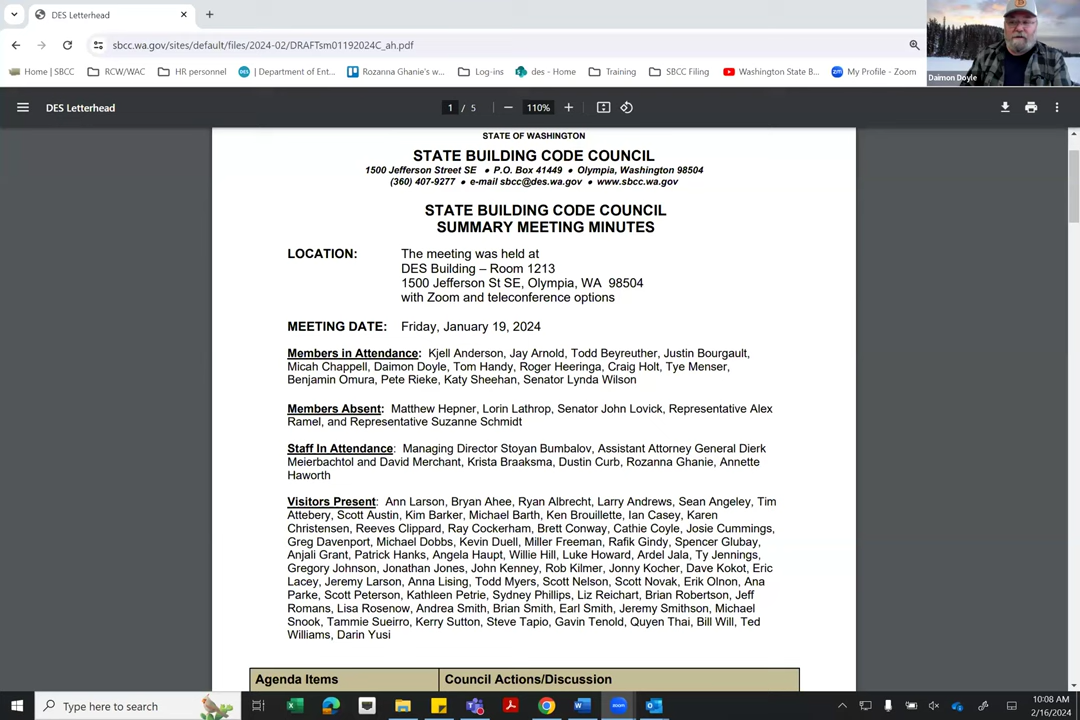 DES Letterhead
sbcc.wa.gov/sites/default/files/2024-02/DRAFTsm01192024C_ah.pdf
Home | SBCC RCW/WAC HR personnel | Department of Ent... Rozanna Ghanie's w... Log-ins des - Home Training SBCC Filing Washington State B... My Profile - Zoom
Daimon Doyle
DES Letterhead 1 / 5 110%
STATE OF WASHINGTON
STATE BUILDING CODE COUNCIL
1500 Jefferson Street SE • P.O. Box 41449 • Olympia, Washington 98504
(360) 407-9277 • e-mail sbcc@des.wa.gov • www.sbcc.wa.gov
STATE BUILDING CODE COUNCIL
SUMMARY MEETING MINUTES
LOCATION: The meeting was held at
DES Building – Room 1213
1500 Jefferson St SE, Olympia, WA 98504
with Zoom and teleconference options
MEETING DATE: Friday, January 19, 2024
Members in Attendance: Kjell Anderson, Jay Arnold, Todd Beyreuther, Justin Bourgault,
Micah Chappell, Daimon Doyle, Tom Handy, Roger Heeringa, Craig Holt, Tye Menser,
Benjamin Omura, Pete Rieke, Katy Sheehan, Senator Lynda Wilson
Members Absent: Matthew Hepner, Lorin Lathrop, Senator John Lovick, Representative Alex
Ramel, and Representative Suzanne Schmidt
Staff In Attendance: Managing Director Stoyan Bumbalov, Assistant Attorney General Dierk
Meierbachtol and David Merchant, Krista Braaksma, Dustin Curb, Rozanna Ghanie, Annette
Haworth
Visitors Present: Ann Larson, Bryan Ahee, Ryan Albrecht, Larry Andrews, Sean Angeley, Tim
Attebery, Scott Austin, Kim Barker, Michael Barth, Ken Brouillette, Ian Casey, Karen
Christensen, Reeves Clippard, Ray Cockerham, Brett Conway, Cathie Coyle, Josie Cummings,
Greg Davenport, Michael Dobbs, Kevin Duell, Miller Freeman, Rafik Gindy, Spencer Glubay,
Anjali Grant, Patrick Hanks, Angela Haupt, Willie Hill, Luke Howard, Ardel Jala, Ty Jennings,
Gregory Johnson, Jonathan Jones, John Kenney, Rob Kilmer, Jonny Kocher, Dave Kokot, Eric
Lacey, Jeremy Larson, Anna Lising, Todd Myers, Scott Nelson, Scott Novak, Erik Olnon, Ana
Parke, Scott Peterson, Kathleen Petrie, Sydney Phillips, Liz Reichart, Brian Robertson, Jeff
Romans, Lisa Rosenow, Andrea Smith, Brian Smith, Earl Smith, Jeremy Smithson, Michael
Snook, Tammie Sueirro, Kerry Sutton, Steve Tapio, Gavin Tenold, Quyen Thai, Bill Will, Ted
Williams, Darin Yusi
Agenda Items Council Actions/Discussion
Type here to search
10:08 AM
2/16/2024